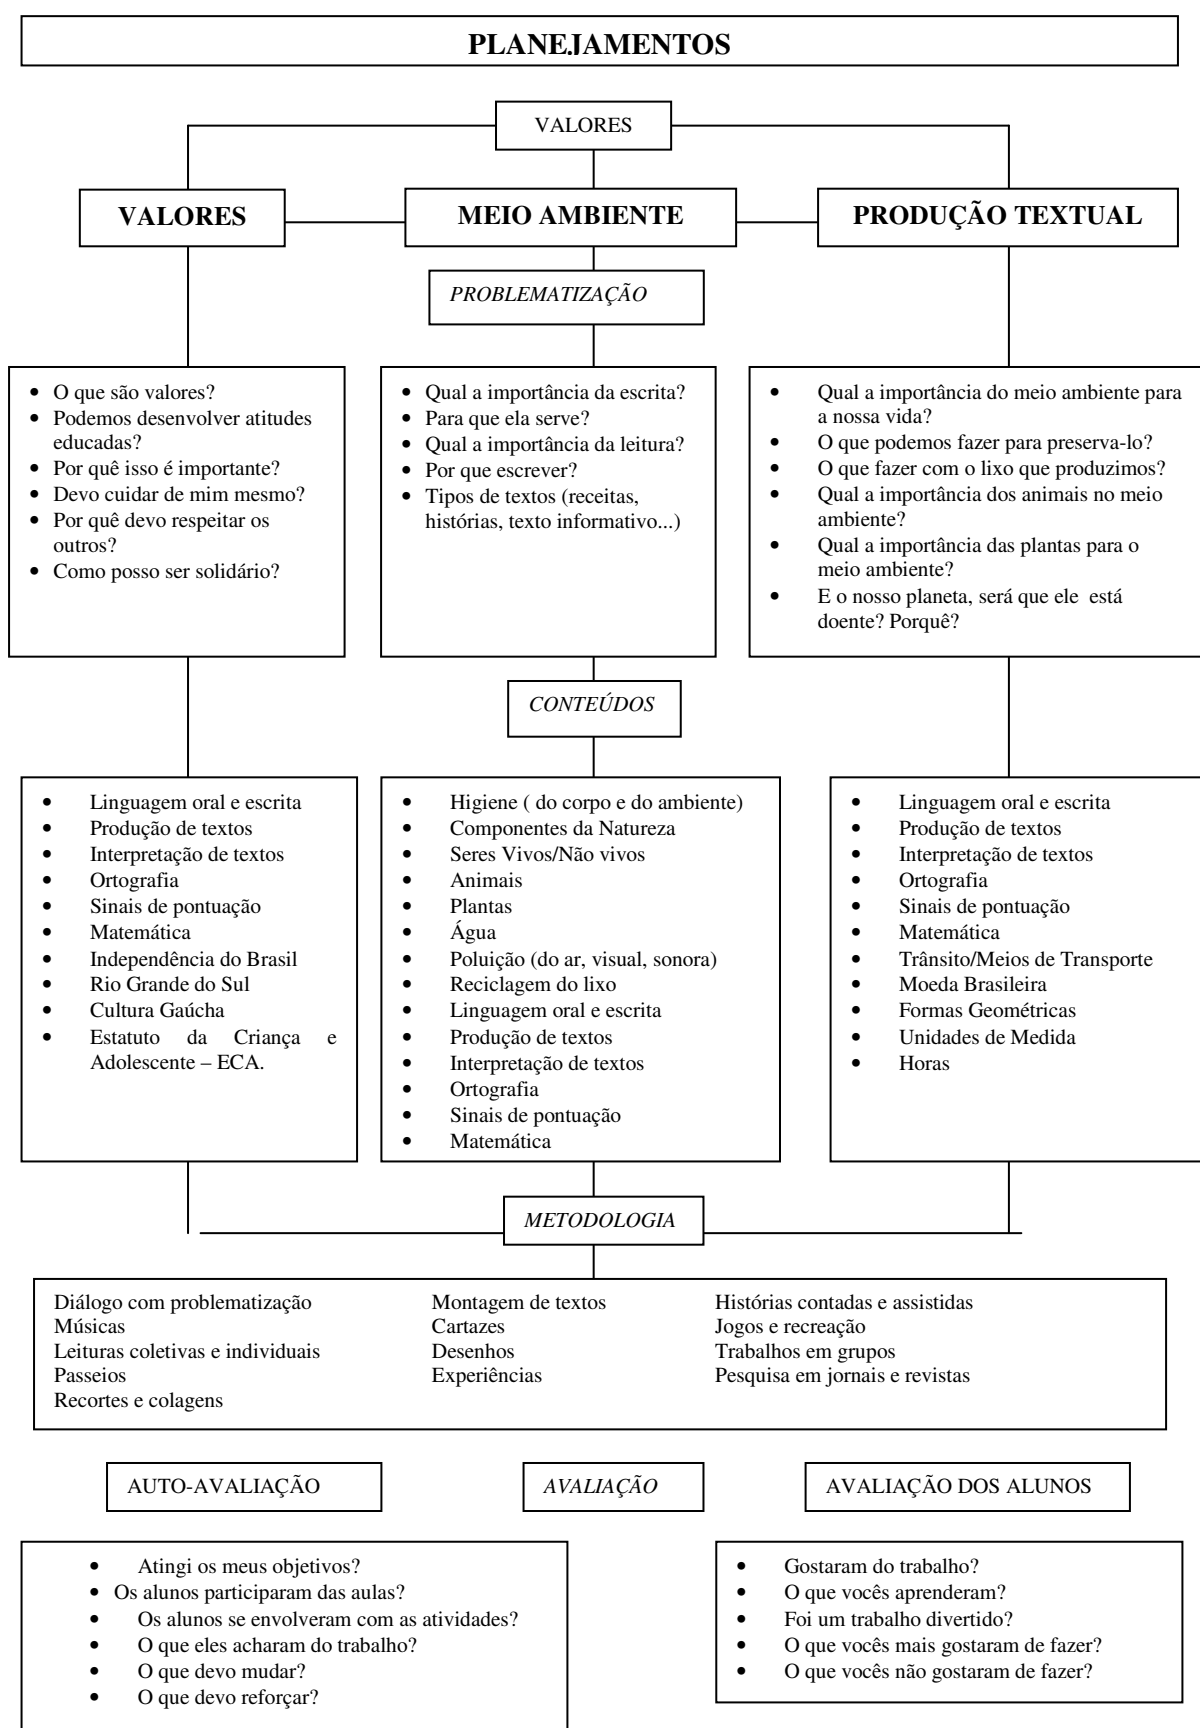 PLANEJAMENTOS
VALORES
VALORES
MEIO AMBIENTE
PRODUÇÃO TEXTUAL
PROBLEMATIZAÇÃO
• O que são valores?
• Podemos desenvolver atitudes
educadas?
• Por quê isso é importante?
• Devo cuidar de mim mesmo?
• Por quê devo respeitar os
outros?
• Como posso ser solidário?
• Qual a importância da escrita?
• Para que ela serve?
• Qual a importância da leitura?
• Por que escrever?
• Tipos de textos (receitas,
histórias, texto informativo...)
• Qual a importância do meio ambiente para
a nossa vida?
• O que podemos fazer para preserva-lo?
• O que fazer com o lixo que produzimos?
• Qual a importância dos animais no meio
ambiente?
• Qual a importância das plantas para o
meio ambiente?
• E o nosso planeta, será que ele está
doente? Porquê?
CONTEÚDOS
• Linguagem oral e escrita
• Produção de textos
• Interpretação de textos
• Ortografia
• Sinais de pontuação
• Matemática
• Independência do Brasil
• Rio Grande do Sul
• Cultura Gaúcha
• Estatuto da Criança e
Adolescente – ECA.
• Higiene ( do corpo e do ambiente)
• Componentes da Natureza
• Seres Vivos/Não vivos
• Animais
• Plantas
• Água
• Poluição (do ar, visual, sonora)
• Reciclagem do lixo
• Linguagem oral e escrita
• Produção de textos
• Interpretação de textos
• Ortografia
• Sinais de pontuação
• Matemática
• Linguagem oral e escrita
• Produção de textos
• Interpretação de textos
• Ortografia
• Sinais de pontuação
• Matemática
• Trânsito/Meios de Transporte
• Moeda Brasileira
• Formas Geométricas
• Unidades de Medida
• Horas
METODOLOGIA
Diálogo com problematização
Músicas
Leituras coletivas e individuais
Passeios
Recortes e colagens
Montagem de textos
Cartazes
Desenhos
Experiências
Histórias contadas e assistidas
Jogos e recreação
Trabalhos em grupos
Pesquisa em jornais e revistas
AUTO-AVALIAÇÃO
AVALIAÇÃO
AVALIAÇÃO DOS ALUNOS
• Atingi os meus objetivos?
• Os alunos participaram das aulas?
• Os alunos se envolveram com as atividades?
• O que eles acharam do trabalho?
• O que devo mudar?
• O que devo reforçar?
• Gostaram do trabalho?
• O que vocês aprenderam?
• Foi um trabalho divertido?
• O que vocês mais gostaram de fazer?
• O que vocês não gostaram de fazer?